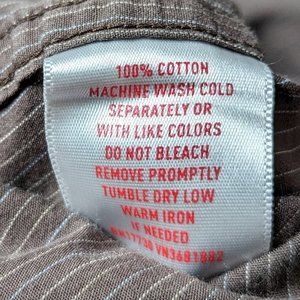 100% COTTON
MACHINE WASH COLD
SEPARATELY OR
WITH LIKE COLORS
DO NOT BLEACH
REMOVE PROMPTLY
TUMBLE DRY LOW
WARM IRON
IF NEEDED
VN3681882